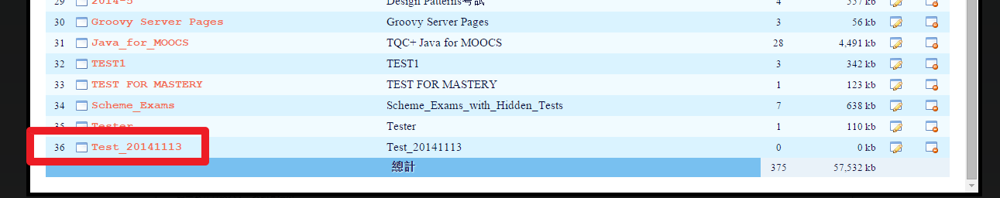 29 2014-5 Design Patterns考試 4 557 kb
30 Groovy Server Pages Groovy Server Pages 3 56 kb
31 Java_for_MOOCS TQC+ Java for MOOCS 28 4,491 kb
32 TEST1 TEST1 3 342 kb
33 TEST FOR MASTERY TEST FOR MASTERY 1 123 kb
34 Scheme_Exams Scheme_Exams_with_Hidden_Tests 7 638 kb
35 Tester Tester 1 110 kb
36 Test_20141113 Test_20141113 0 0 kb
總計 375 57,532 kb